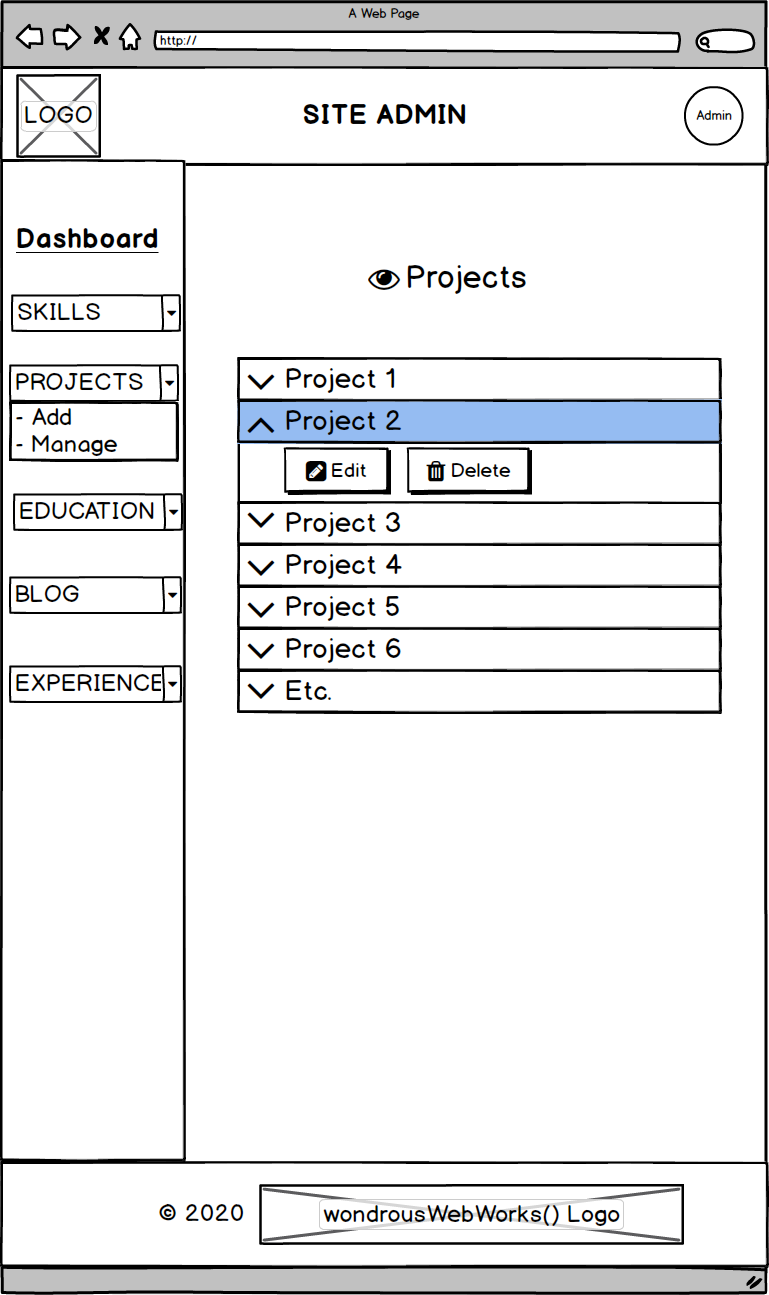 A Web Page
http://
LOGO
SITE ADMIN
Admin
Dashboard
SKILLS
PROJECTS
- Add
- Manage
EDUCATION
BLOG
EXPERIENCE
Projects
Project 1
Project 2
Edit
Delete
Project 3
Project 4
Project 5
Project 6
Etc.
© 2020
wondrousWebWorks() Logo